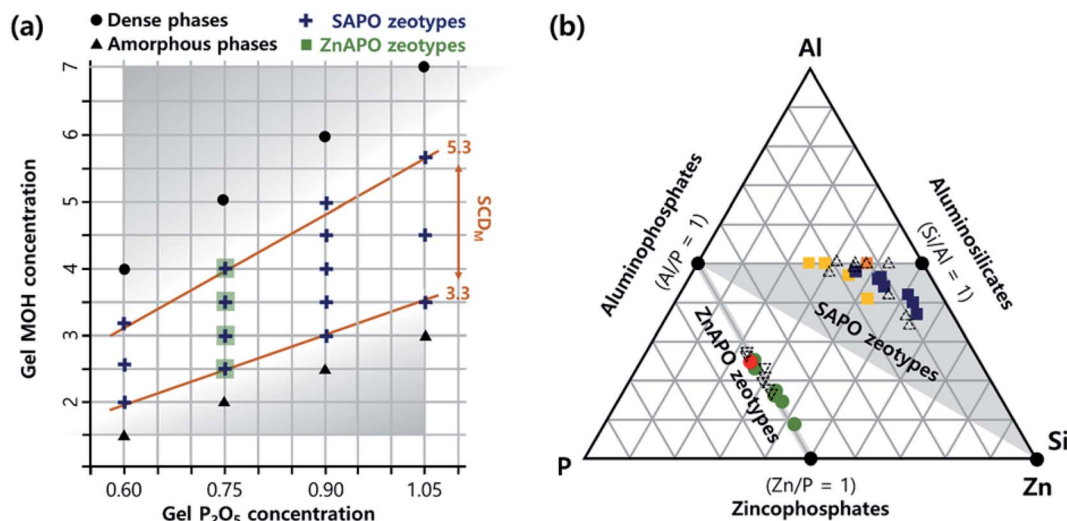 (a)
Dense phases
Amorphous phases
SAPO zeotypes
ZnAPO zeotypes
Gel MOH concentration
7
6
5
4
3
2
5.3
SCDM
3.3
0.60
0.75
0.90
1.05
Gel P2O5 concentration
(b)
Al
Aluminophosphates
(Al/P = 1)
Aluminosilicates
(Si/Al = 1)
SAPO zeotypes
ZnAPO zeotypes
P
Si
Zn
(Zn/P = 1)
Zincophosphates